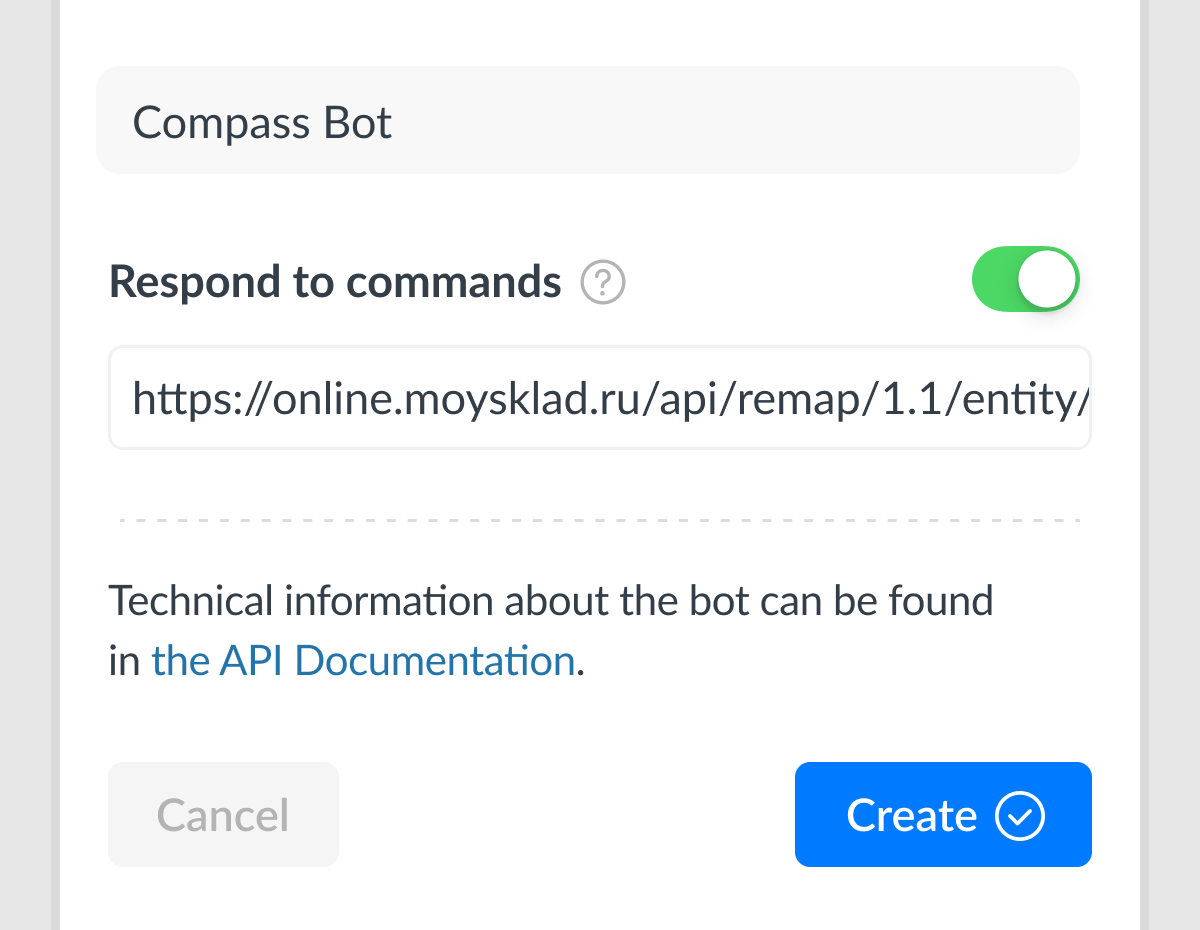 Compass Bot
Respond to commands ?
https://online.moysklad.ru/api/remap/1.1/entity/
Technical information about the bot can be found
in the API Documentation.
Cancel
Create